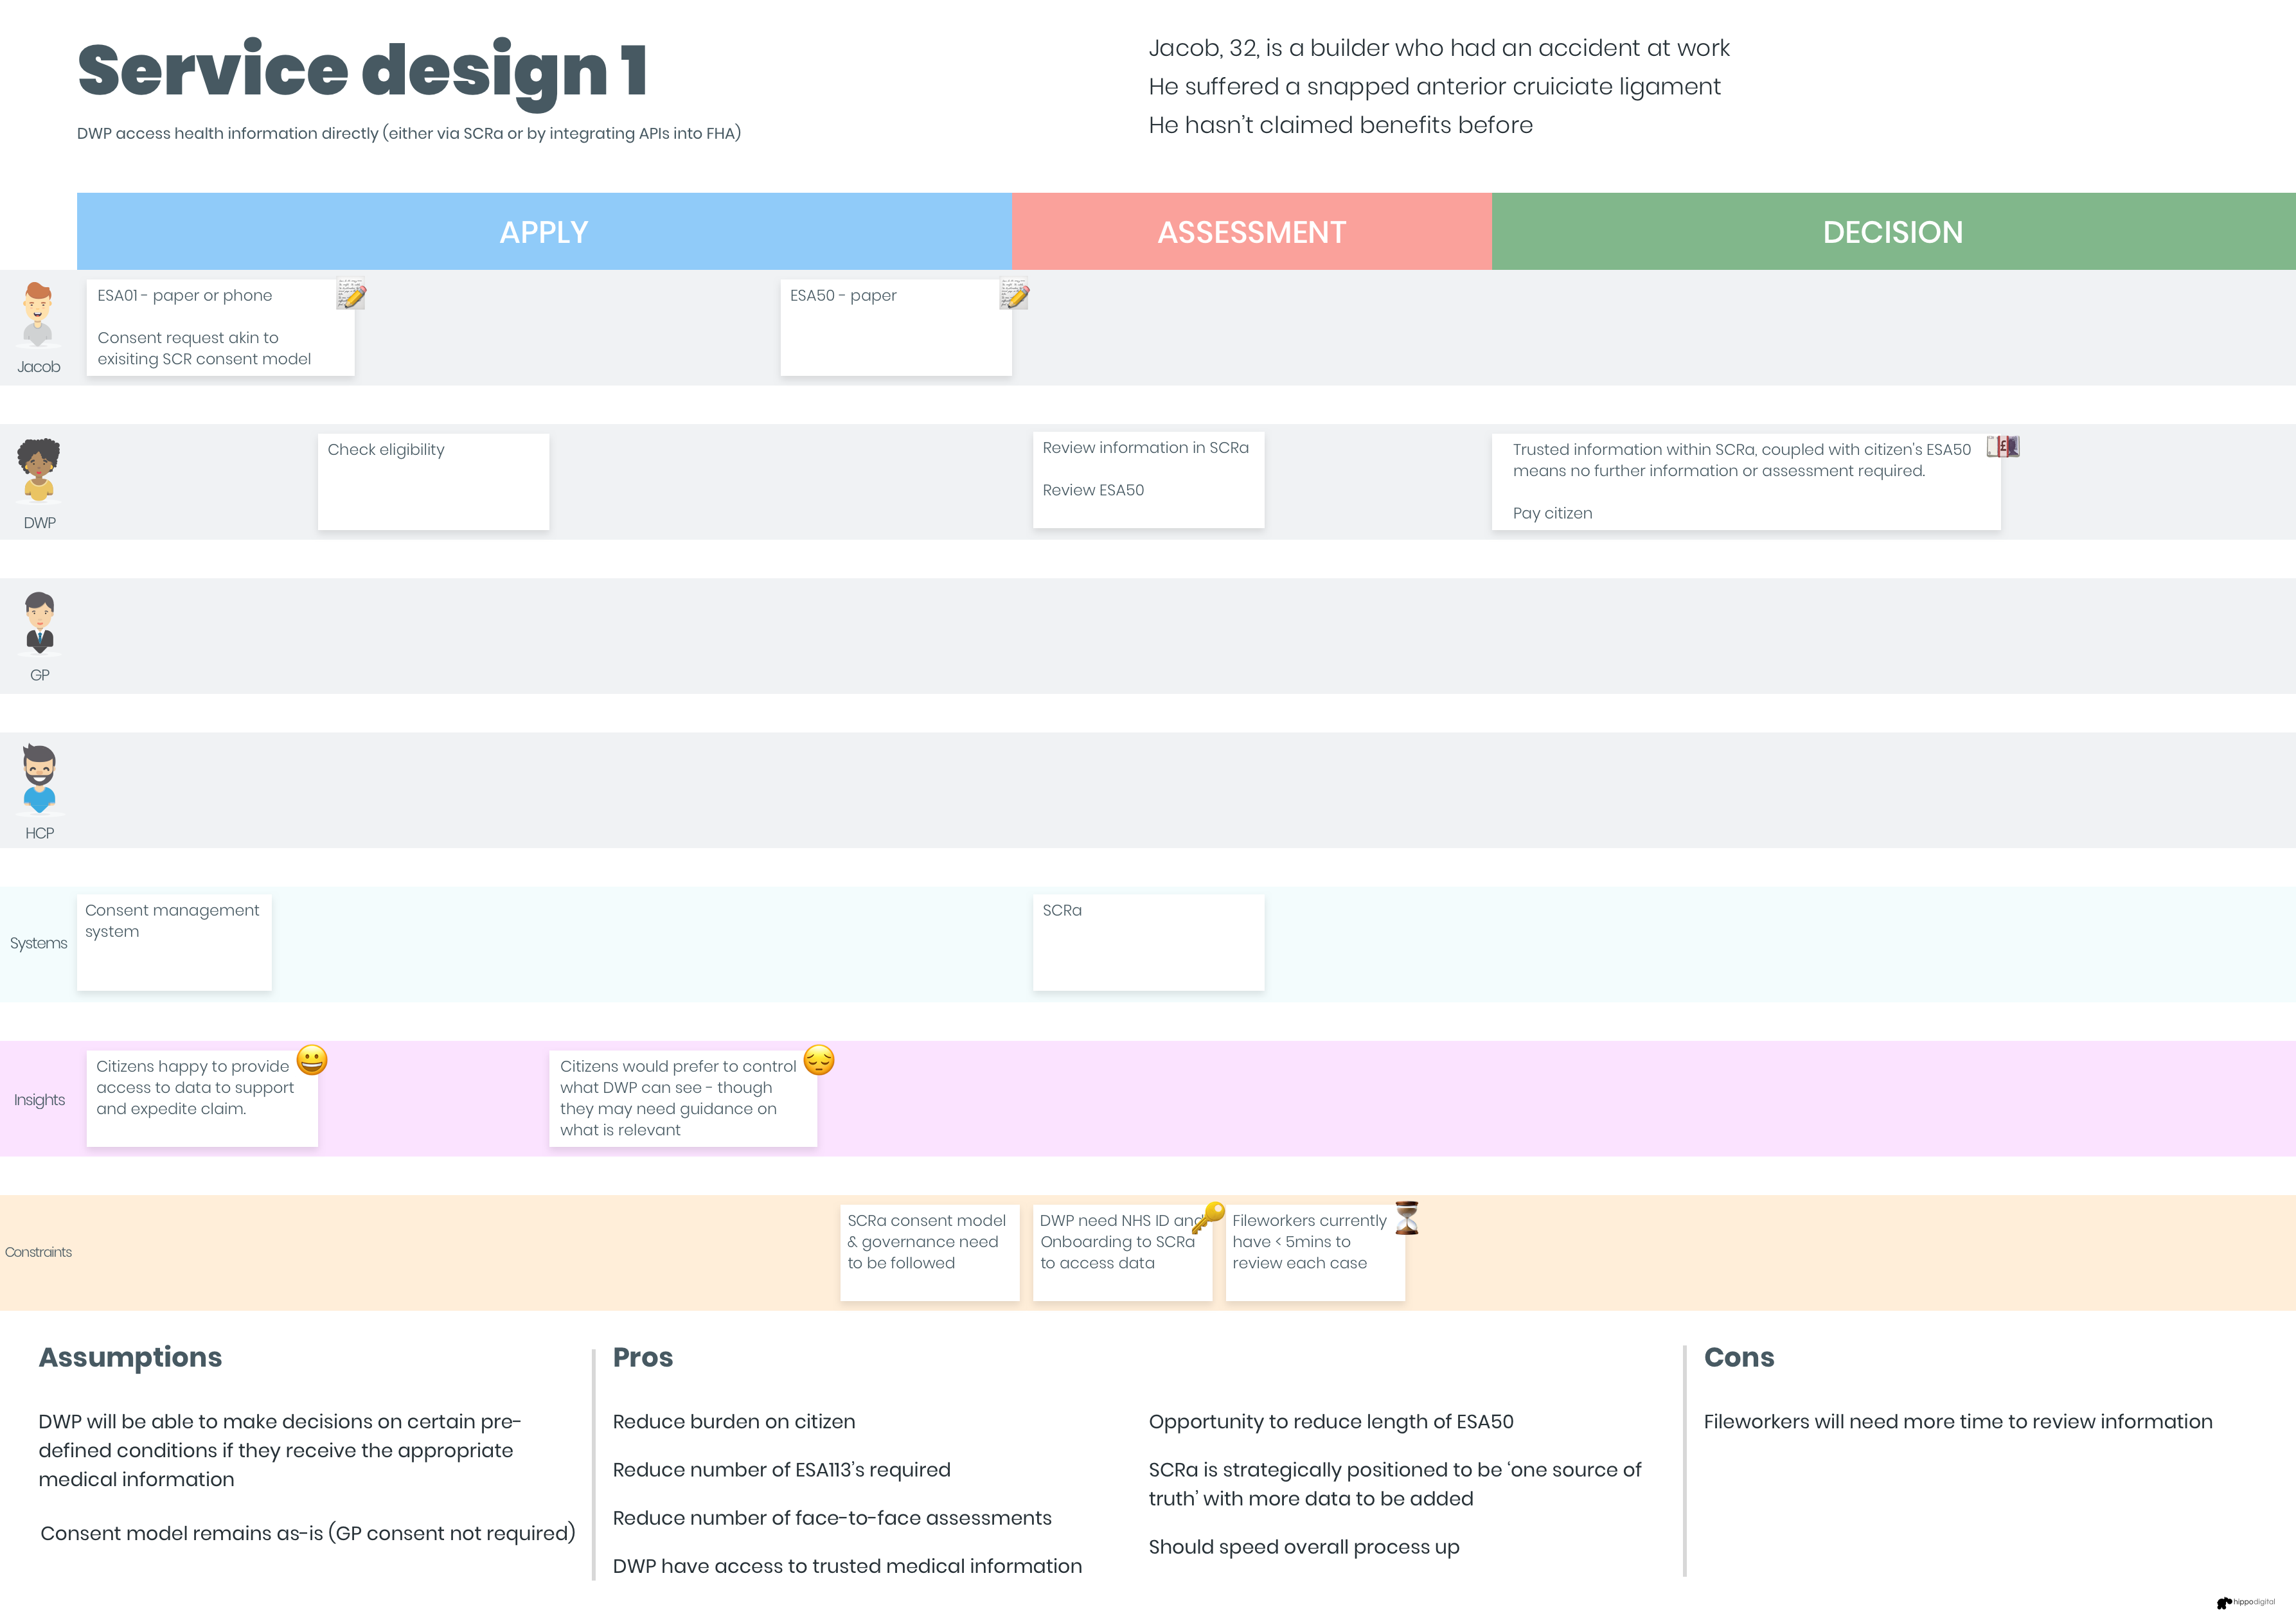 Service design 1
DWP access health information directly (either via SCRa or by integrating APIs into FHA)
Jacob, 32, is a builder who had an accident at work
He suffered a snapped anterior cruiciate ligament
He hasn't claimed benefits before
APPLY
ASSESSMENT
DECISION
Jacob
ESA01 - paper or phone
Consent request akin to
exisiting SCR consent model
ESA50 - paper
DWP
Check eligibility
Review information in SCRa
Review ESA50
Trusted information within SCRa, coupled with citizen's ESA50
means no further information or assessment required.
Pay citizen
GP
HCP
Systems
Consent management
system
SCRa
Insights
Citizens happy to provide
access to data to support
and expedite claim.
Citizens would prefer to control
what DWP can see - though
they may need guidance on
what is relevant
Constraints
SCRa consent model
& governance need
to be followed
DWP need NHS ID and
Onboarding to SCRa
to access data
Fileworkers currently
have < 5mins to
review each case
Assumptions
DWP will be able to make decisions on certain pre-
defined conditions if they receive the appropriate
medical information
Consent model remains as-is (GP consent not required)
Pros
Reduce burden on citizen
Reduce number of ESA113's required
Reduce number of face-to-face assessments
DWP have access to trusted medical information
Opportunity to reduce length of ESA50
SCRa is strategically positioned to be 'one source of
truth' with more data to be added
Should speed overall process up
Cons
Fileworkers will need more time to review information
hippodigital